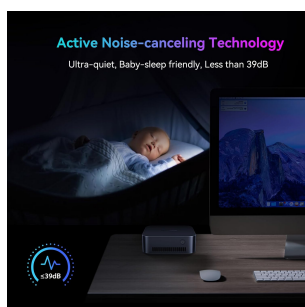 Active Noise-canceling Technology
Ultra-quiet, Baby-sleep friendly, Less than 39dB
≤39dB